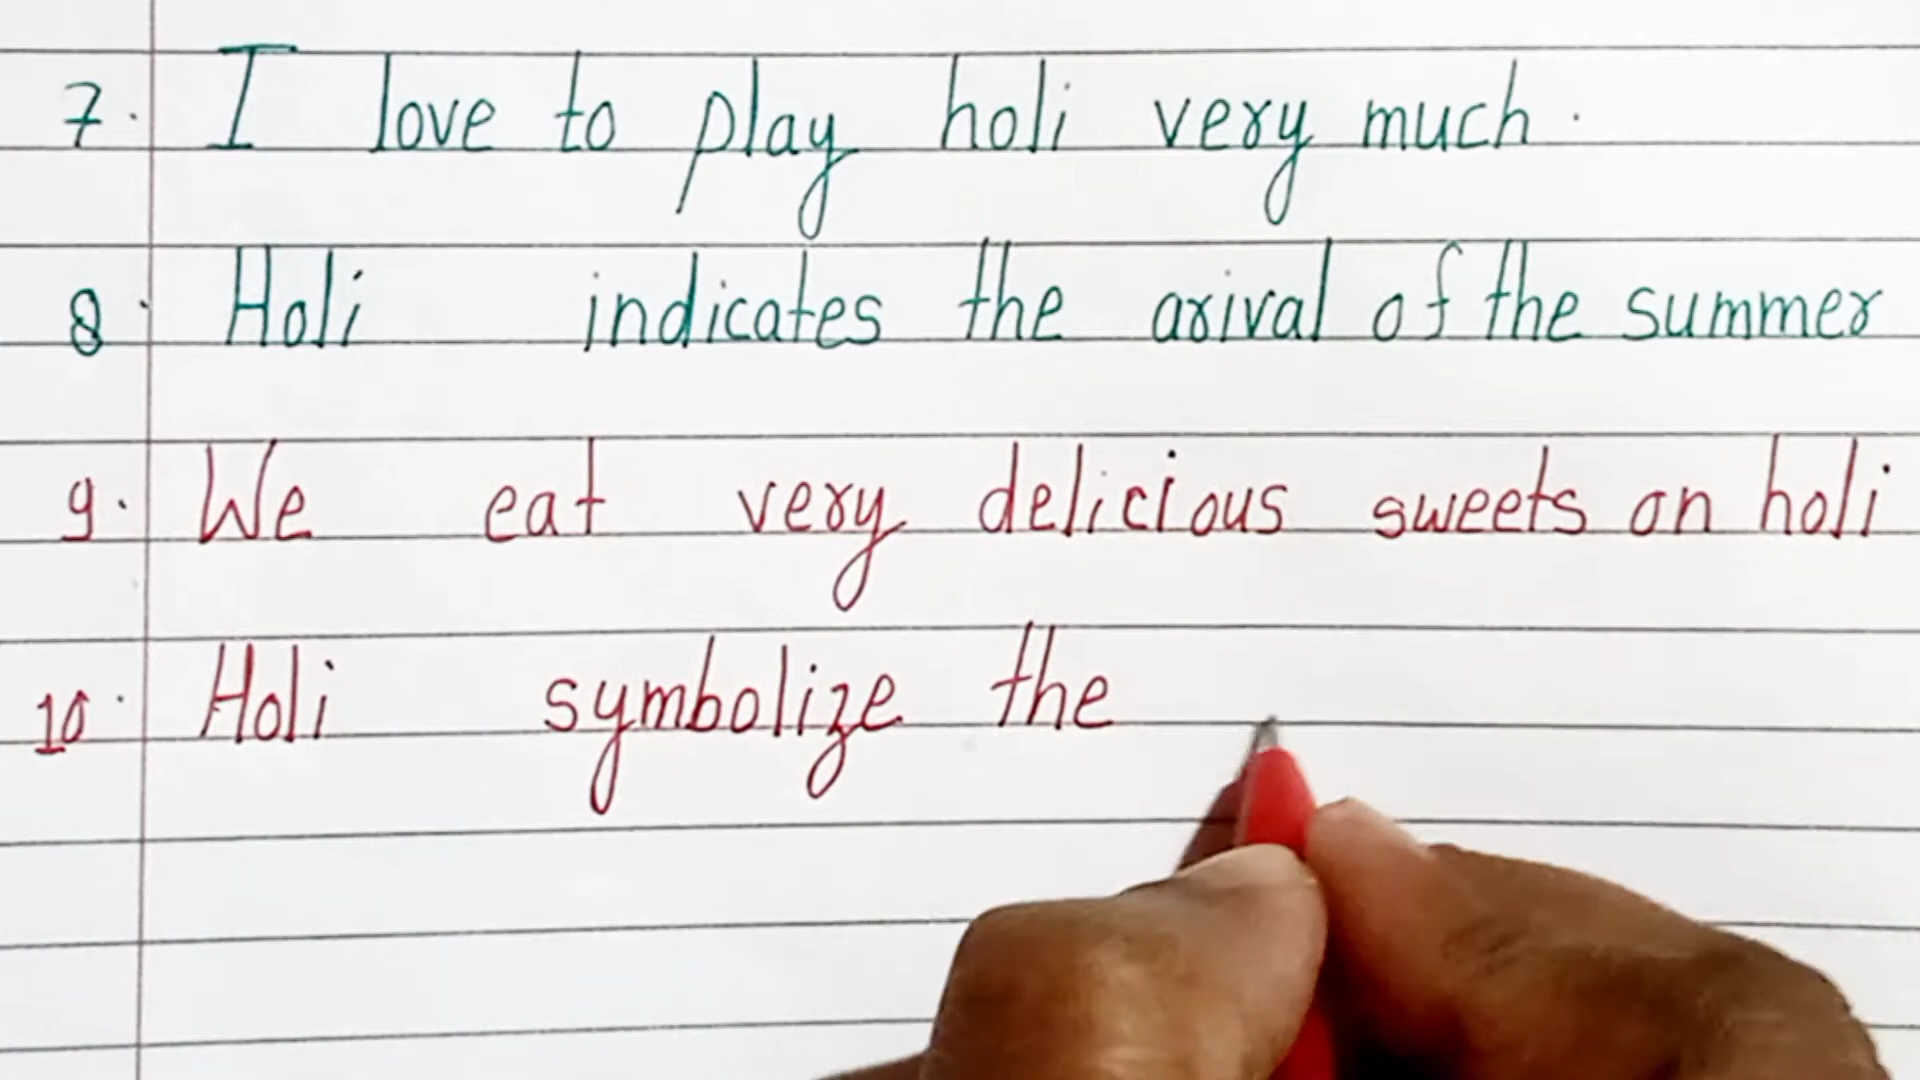 7. I love to play holi very much.
8. Holi indicates the arival of the summer
9. We eat very delicious sweets on holi
10. Holi symbolize the